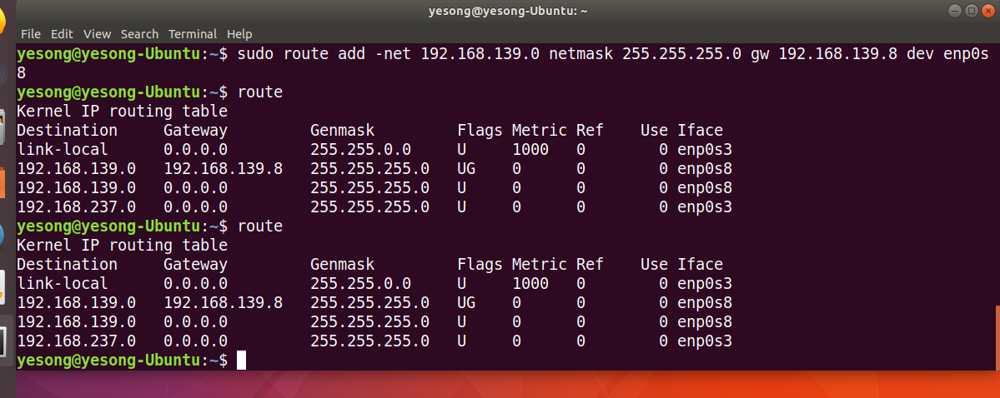 yesong@yesong-Ubuntu: ~
File Edit View Search Terminal Help
yesong@yesong-Ubuntu:~$ sudo route add -net 192.168.139.0 netmask 255.255.255.0 gw 192.168.139.8 dev enp0s
8
yesong@yesong-Ubuntu:~$ route
Kernel IP routing table
Destination Gateway Genmask Flags Metric Ref Use Iface
link-local 0.0.0.0 255.255.0.0 U 1000 0 0 enp0s3
192.168.139.0 192.168.139.8 255.255.255.0 UG 0 0 0 enp0s8
192.168.139.0 0.0.0.0 255.255.255.0 U 0 0 0 enp0s8
192.168.237.0 0.0.0.0 255.255.255.0 U 0 0 0 enp0s3
yesong@yesong-Ubuntu:~$ route
Kernel IP routing table
Destination Gateway Genmask Flags Metric Ref Use Iface
link-local 0.0.0.0 255.255.0.0 U 1000 0 0 enp0s3
192.168.139.0 192.168.139.8 255.255.255.0 UG 0 0 0 enp0s8
192.168.139.0 0.0.0.0 255.255.255.0 U 0 0 0 enp0s8
192.168.237.0 0.0.0.0 255.255.255.0 U 0 0 0 enp0s3
yesong@yesong-Ubuntu:~$